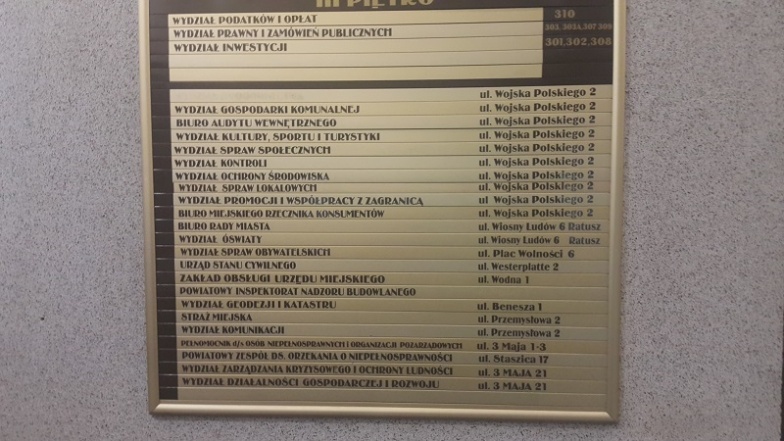 III PIĘTRO
WYDZIAŁ PODATKÓW I OPŁAT 310
WYDZIAŁ PRAWNY I ZAMÓWIEŃ PUBLICZNYCH 303, 303A, 307 309
WYDZIAŁ INWESTYCJI 301,302,308
ul. Wojska Polskiego 2
WYDZIAŁ GOSPODARKI KOMUNALNEJ ul. Wojska Polskiego 2
BIURO AUDYTU WEWNĘTRZNEGO ul. Wojska Polskiego 2
WYDZIAŁ KULTURY, SPORTU I TURYSTYKI ul. Wojska Polskiego 2
WYDZIAŁ SPRAW SPOŁECZNYCH ul. Wojska Polskiego 2
WYDZIAŁ KONTROLI ul. Wojska Polskiego 2
WYDZIAŁ OCHRONY ŚRODOWISKA ul. Wojska Polskiego 2
WYDZIAŁ SPRAW LOKALOWYCH ul. Wojska Polskiego 2
WYDZIAŁ PROMOCJI I WSPÓŁPRACY Z ZAGRANICĄ ul Wojska Polskiego 2
BIURO MIEJSKIEGO RZECZNIKA KONSUMENTÓW ul. Wojska Polskiego 2
BIURO RADY MIASTA ul. Wiosny Ludów 6 Ratusz
WYDZIAŁ OŚWIATY ul. Wiosny Ludów 6 Ratusz
WYDZIAŁ SPRAW OBYWATELSKICH ul. Plac Wolności 6
URZĄD STANU CYWILNEGO ul. Westerplatte 2
ZAKŁAD OBSŁUGI URZĘDU MIEJSKIEGO ul. Wodna 1
POWIATOWY INSPEKTORAT NADZORU BUDOWLANEGO
WYDZIAŁ GEODEZJI I KATASTRU ul. Benesza 1
STRAŻ MIEJSKA ul. Przemysłowa 2
WYDZIAŁ KOMUNIKACJI ul. Przemysłowa 2
PEŁNOMOCNIK d/s OSÓB NIEPEŁNOSPRAWNYCH I ORGANIZACJI POZARZĄDOWYCH ul. 3 Maja 1-3
POWIATOWY ZESPÓŁ DS. ORZEKANIA O NIEPEŁNOSPRAWNOŚCI ul. Staszica 17
WYDZIAŁ ZARZĄDZANIA KRYZYSOWEGO I OCHRONY LUDNOŚCI ul. 3 MAJA 21
WYDZIAŁ DZIAŁALNOŚCI GOSPODARCZEJ I ROZWOJU ul. 3 MAJA 21